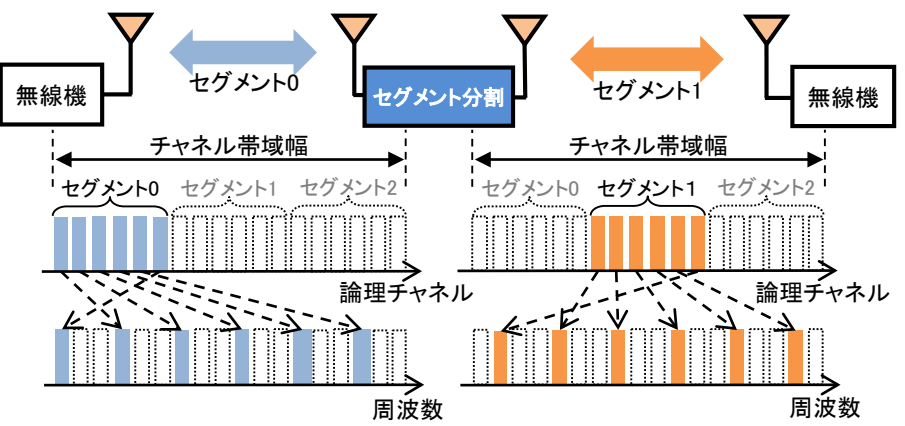 セグメント0
セグメント1
無線機
セグメント分割
無線機
チャネル帯域幅
チャネル帯域幅
セグメント0
セグメント1
セグメント2
セグメント0
セグメント1
セグメント2
論理チャネル
論理チャネル
周波数
周波数